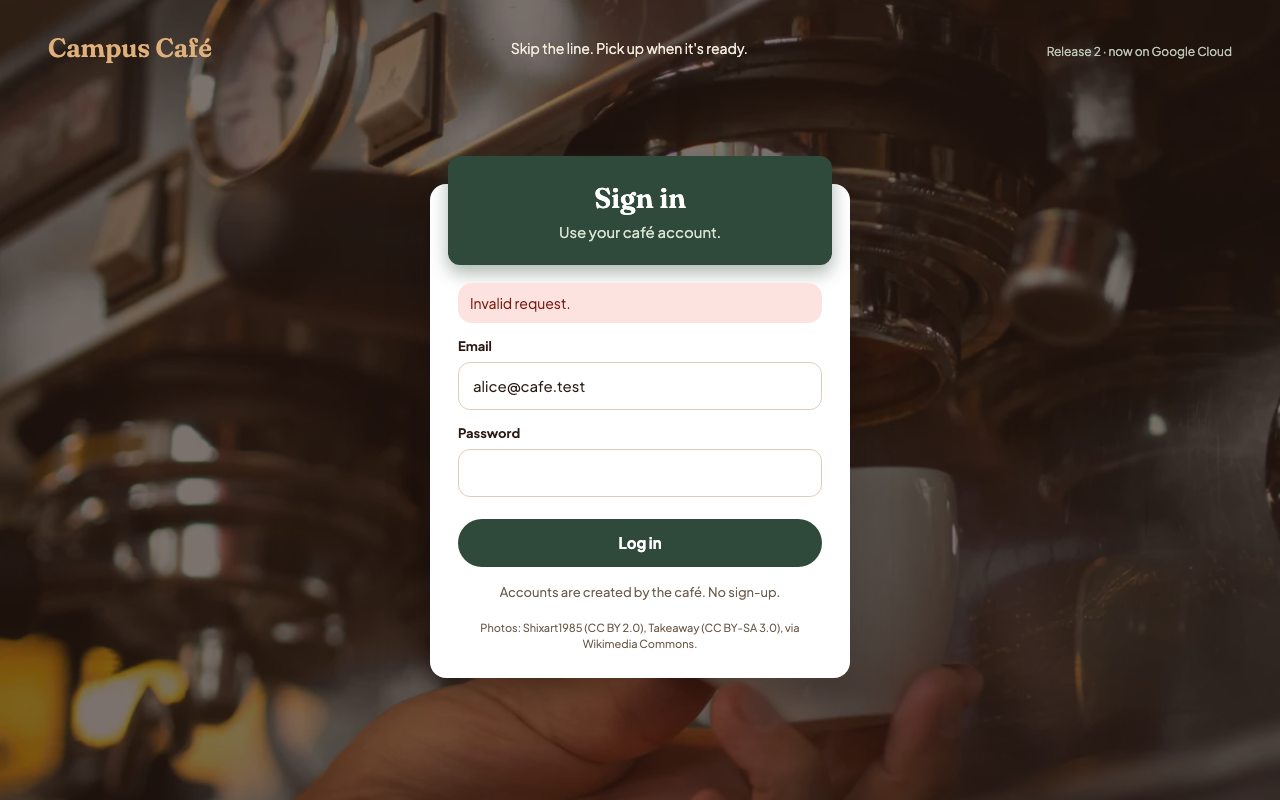 Campus Café
Skip the line. Pick up when it's ready.
Release 2 · now on Google Cloud
Sign in
Use your café account.
Invalid request.
Email
alice@cafe.test
Password
Log in
Accounts are created by the café. No sign-up.
Photos: Shixart1985 (CC BY 2.0), Takeaway (CC BY-SA 3.0), via
Wikimedia Commons.